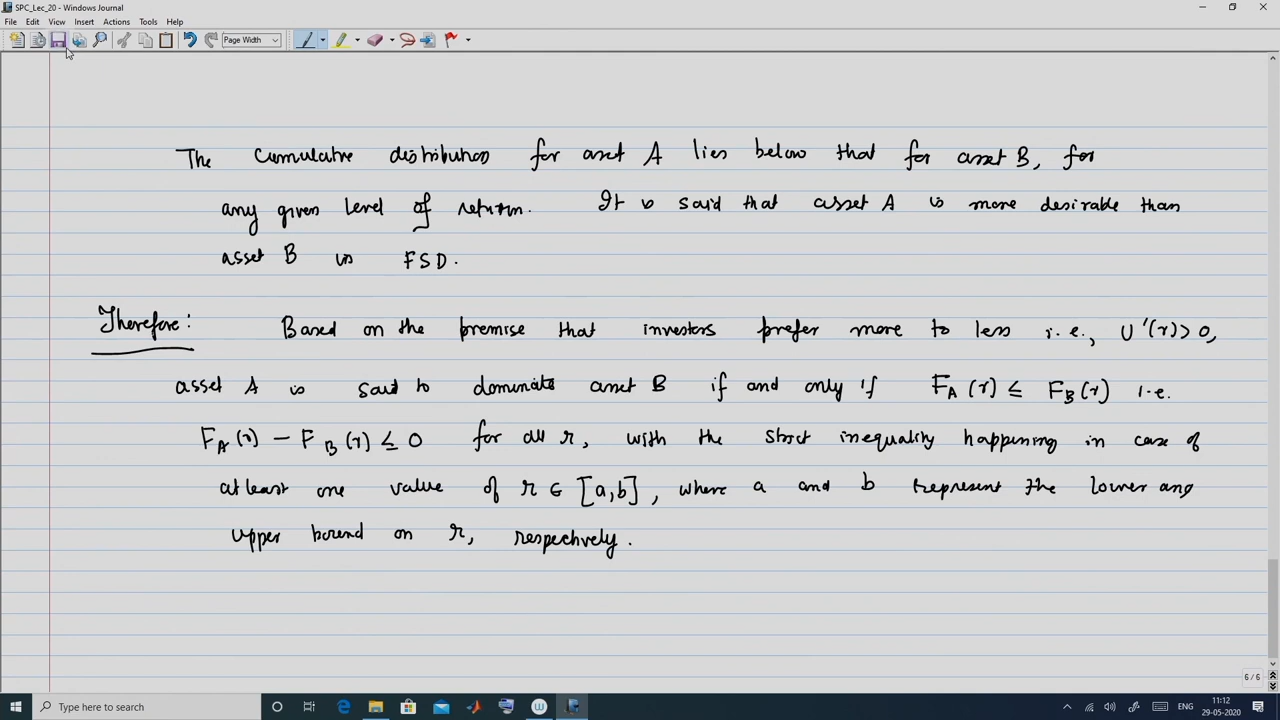 SPC_Lec_20 - Windows Journal
File Edit View Insert Actions Tools Help
Page Width
The Cumulative distribution for asset A lies below that for asset B, for
any given level of return. It is said that asset A is more desirable than
asset B in FSD.
Therefore: Based on the premise that investors prefer more to less i.e., U'(r)>0,
asset A is said to dominate asset B if and only if F_A(r) ≤ F_B(r) i.e.
F_A(r) - F_B(r) ≤ 0 for all r, with the strict inequality happening in case of
atleast one value of r ∈ [a,b], where a and b represent the lower and
upper bound on r, respectively.
6/6
Type here to search
11:12
29-05-2020